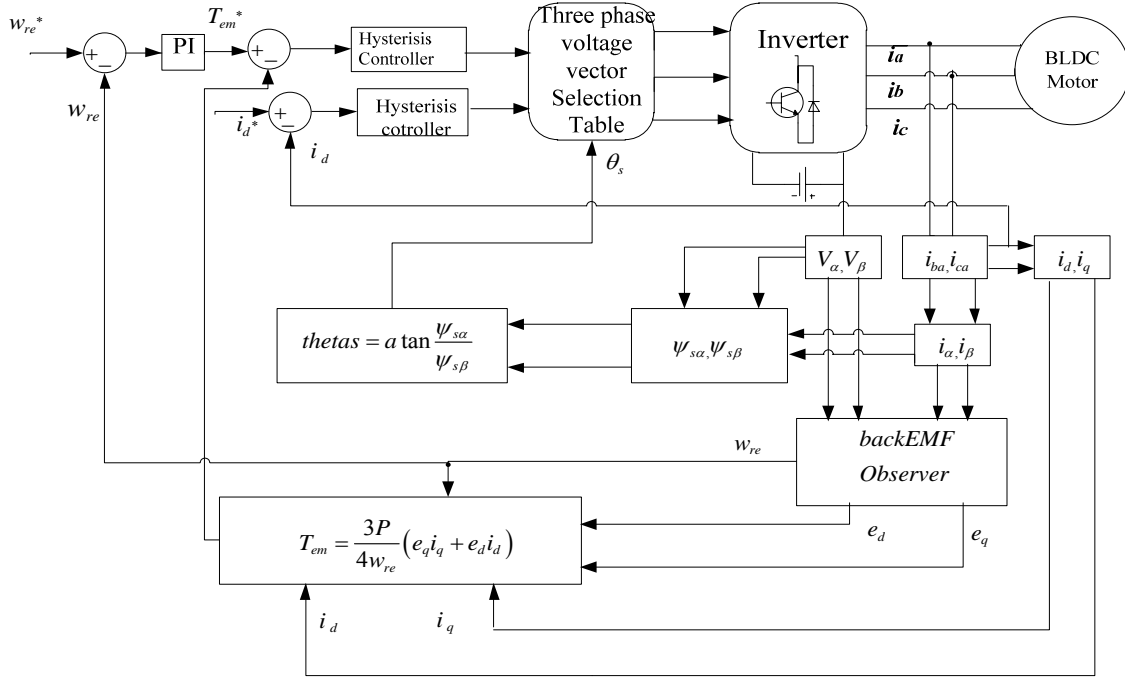 w_re*
+
−
PI
T_em*
+
−
Hysterisis
Controller
Three phase
voltage
vector
Selection
Table
Inverter
i_a
i_b
i_c
BLDC
Motor
w_re
i_d*
+
−
i_d
Hysterisis
cotroller
θ_s
- +
V_α,V_β
i_ba,i_ca
i_d,i_q
thetas = a tan ψ_sα/ψ_sβ
ψ_sα,ψ_sβ
i_α,i_β
w_re
backEMF
Observer
e_d
e_q
T_em = 3P/4w_re (e_q i_q + e_d i_d)
i_d
i_q